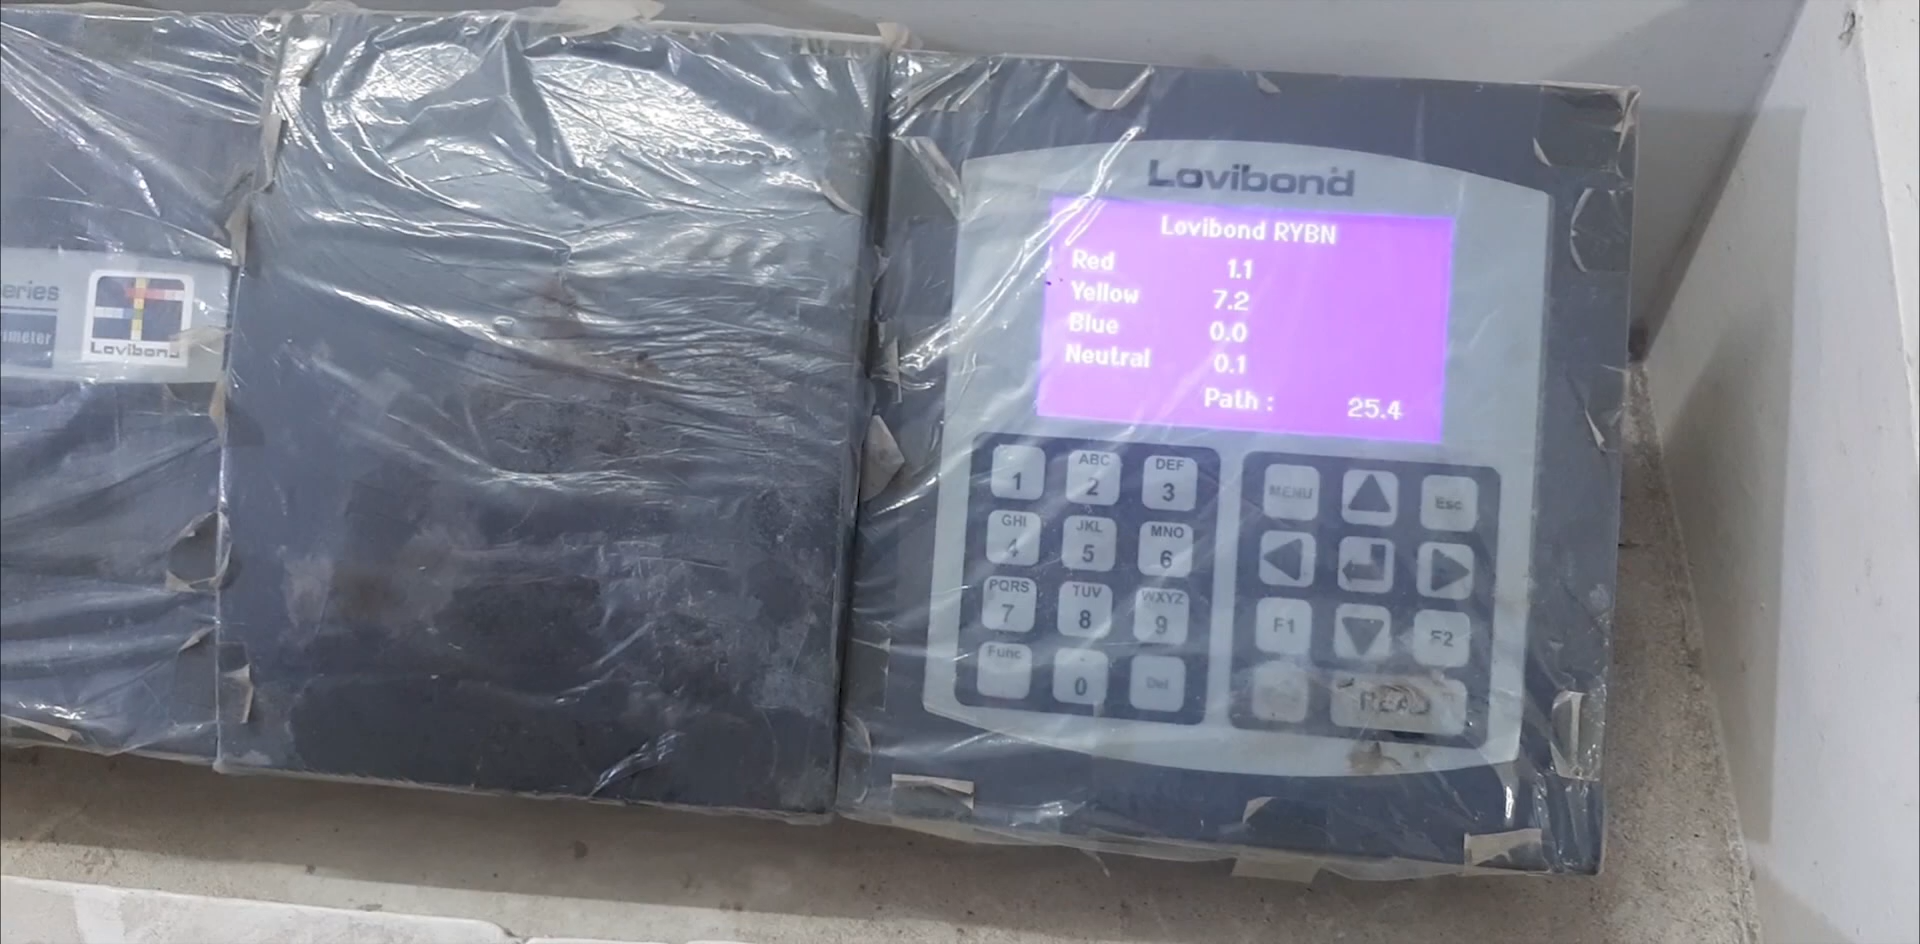 eries
imeter
Lovibond
Lovibond
Lovibond RYBN
Red 1.1
Yellow 7.2
Blue 0.0
Neutral 0.1
Path : 25.4
1 ABC 2 DEF 3
GHI 4 JKL 5 MNO 6
PQRS 7 TUV 8 WXYZ 9
Func . 0 Del
MENU Esc
F1 F2
READ